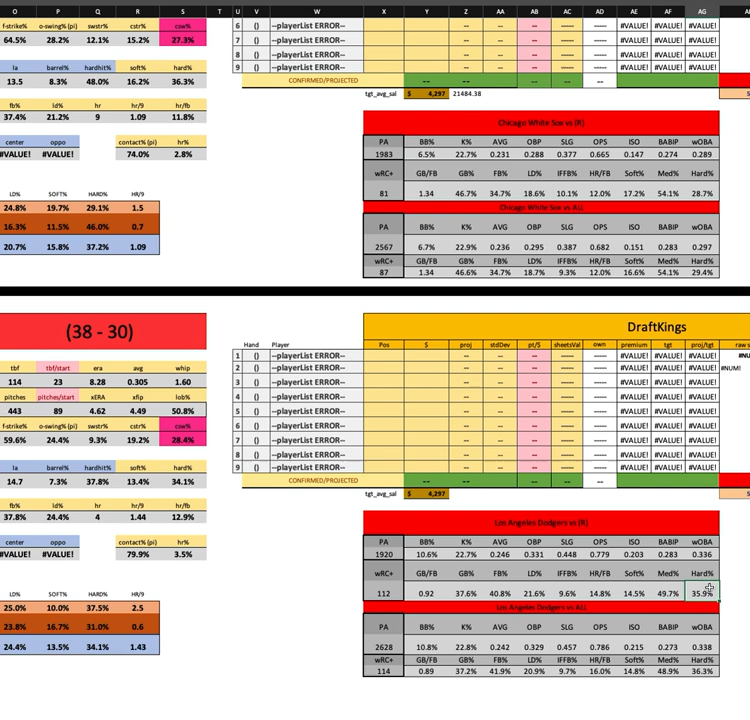 O P Q R S T U V W X Y Z AA AB AC AD AE AF AG
f-strike% o-swing% (pi) swstr% cstr% csw% 6 () --playerList ERROR-- -- ----- ----- #VALUE! #VALUE! #VALUE!
64.5% 28.2% 12.1% 15.2% 27.3% 7 () --playerList ERROR-- -- ----- ----- #VALUE! #VALUE! #VALUE!
8 () --playerList ERROR-- -- ----- ----- #VALUE! #VALUE! #VALUE!
la barrel% hardhit% soft% hard% 9 () --playerList ERROR-- -- ----- ----- #VALUE! #VALUE! #VALUE!
13.5 8.3% 48.0% 16.2% 36.3% CONFIRMED/PROJECTED -- -- --
tgt_avg_sal $ 4,297 21484.38
fb% ld% hr hr/9 hr/fb
37.4% 21.2% 9 1.09 11.8%
Chicago White Sox vs (R)
center oppo contact% (pi) hr% PA BB% K% AVG OBP SLG OPS ISO BABIP wOBA
#VALUE! #VALUE! 74.0% 2.8% 1983 6.5% 22.7% 0.231 0.288 0.377 0.665 0.147 0.274 0.289
wRC+ GB/FB GB% FB% LD% IFFB% HR/FB Soft% Med% Hard%
LD% SOFT% HARD% HR/9 81 1.34 46.7% 34.7% 18.6% 10.1% 12.0% 17.2% 54.1% 28.7%
24.8% 19.7% 29.1% 1.5 Chicago White Sox vs ALL
16.3% 11.5% 46.0% 0.7 PA BB% K% AVG OBP SLG OPS ISO BABIP wOBA
20.7% 15.8% 37.2% 1.09 2567 6.7% 22.9% 0.236 0.295 0.387 0.682 0.151 0.283 0.297
wRC+ GB/FB GB% FB% LD% IFFB% HR/FB Soft% Med% Hard%
87 1.34 46.6% 34.7% 18.7% 9.3% 12.0% 16.6% 54.1% 29.4%
(38 - 30) DraftKings
Hand Player Pos $ proj stdDev pt/$ sheetsVal own premium tgt proj/tgt raw s
1 () --playerList ERROR-- -- ----- ----- #VALUE! #VALUE! #VALUE! #NU
tbf tbf/start era avg whip 2 () --playerList ERROR-- -- ----- ----- #VALUE! #VALUE! #VALUE! #NUM!
114 23 8.28 0.305 1.60 3 () --playerList ERROR-- -- ----- ----- #VALUE! #VALUE! #VALUE!
pitches pitches/start xERA xfip lob% 4 () --playerList ERROR-- -- ----- ----- #VALUE! #VALUE! #VALUE!
443 89 4.62 4.49 50.8% 5 () --playerList ERROR-- -- ----- ----- #VALUE! #VALUE! #VALUE!
f-strike% o-swing% (pi) swstr% cstr% csw% 6 () --playerList ERROR-- -- ----- ----- #VALUE! #VALUE! #VALUE!
59.6% 24.4% 9.3% 19.2% 28.4% 7 () --playerList ERROR-- -- ----- ----- #VALUE! #VALUE! #VALUE!
8 () --playerList ERROR-- -- ----- ----- #VALUE! #VALUE! #VALUE!
la barrel% hardhit% soft% hard% 9 () --playerList ERROR-- -- ----- ----- #VALUE! #VALUE! #VALUE!
14.7 7.3% 37.8% 13.4% 34.1% CONFIRMED/PROJECTED -- -- --
tgt_avg_sal $ 4,297
fb% ld% hr hr/9 hr/fb
37.8% 24.4% 4 1.44 12.9%
Los Angeles Dodgers vs (R)
center oppo contact% (pi) hr% PA BB% K% AVG OBP SLG OPS ISO BABIP wOBA
#VALUE! #VALUE! 79.9% 3.5% 1920 10.6% 22.7% 0.246 0.331 0.448 0.779 0.203 0.283 0.336
wRC+ GB/FB GB% FB% LD% IFFB% HR/FB Soft% Med% Hard%
LD% SOFT% HARD% HR/9 112 0.92 37.6% 40.8% 21.6% 9.6% 14.8% 14.5% 49.7% 35.9%
25.0% 10.0% 37.5% 2.5 Los Angeles Dodgers vs ALL
23.8% 16.7% 31.0% 0.6 PA BB% K% AVG OBP SLG OPS ISO BABIP wOBA
24.4% 13.5% 34.1% 1.43 2628 10.8% 22.8% 0.242 0.329 0.457 0.786 0.215 0.273 0.338
wRC+ GB/FB GB% FB% LD% IFFB% HR/FB Soft% Med% Hard%
114 0.89 37.2% 41.9% 20.9% 9.7% 16.0% 14.8% 48.9% 36.3%